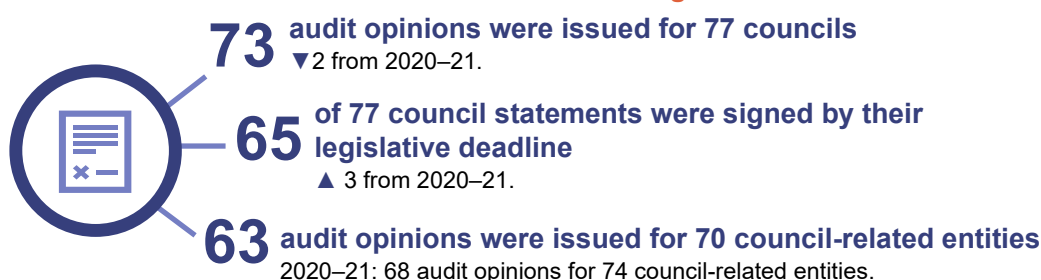 73 audit opinions were issued for 77 councils
▼2 from 2020–21.
65 of 77 council statements were signed by their
legislative deadline
▲ 3 from 2020–21.
63 audit opinions were issued for 70 council-related entities
2020–21: 68 audit opinions for 74 council-related entities.